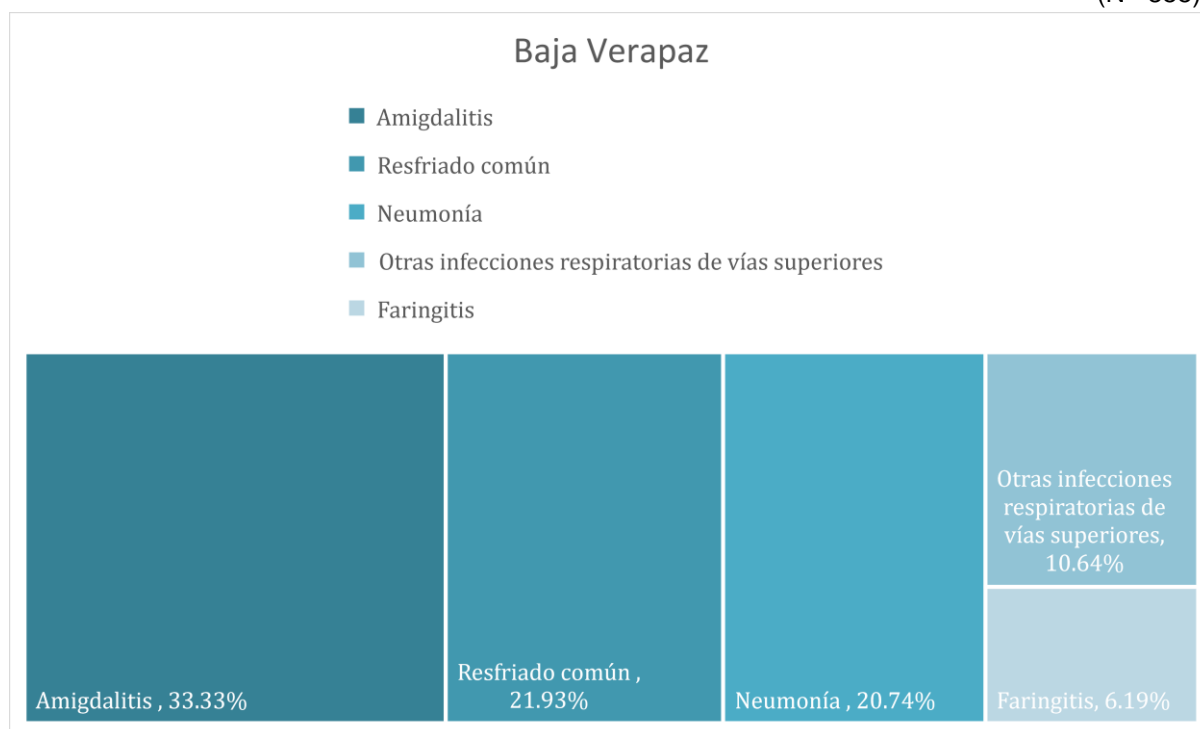 Baja Verapaz
Amigdalitis
Resfriado común
Neumonía
Otras infecciones respiratorias de vías superiores
Faringitis
Amigdalitis , 33.33%
Resfriado común ,
21.93%
Neumonía , 20.74%
Otras infecciones
respiratorias de
vías superiores,
10.64%
Faringitis, 6.19%